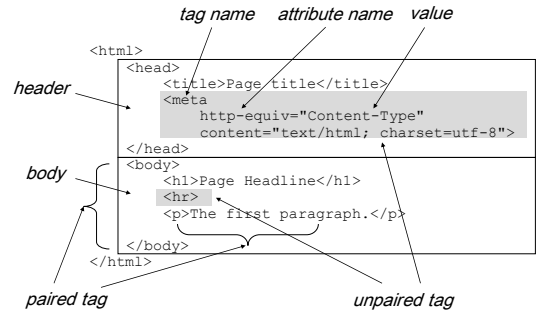 tag name attribute name value
<html>
<head>
<title>Page title</title>
header
<meta
http-equiv="Content-Type"
content="text/html; charset=utf-8">
</head>
<body>
body
<h1>Page Headline</h1>
<hr>
<p>The first paragraph.</p>
</body>
</html>
paired tag unpaired tag